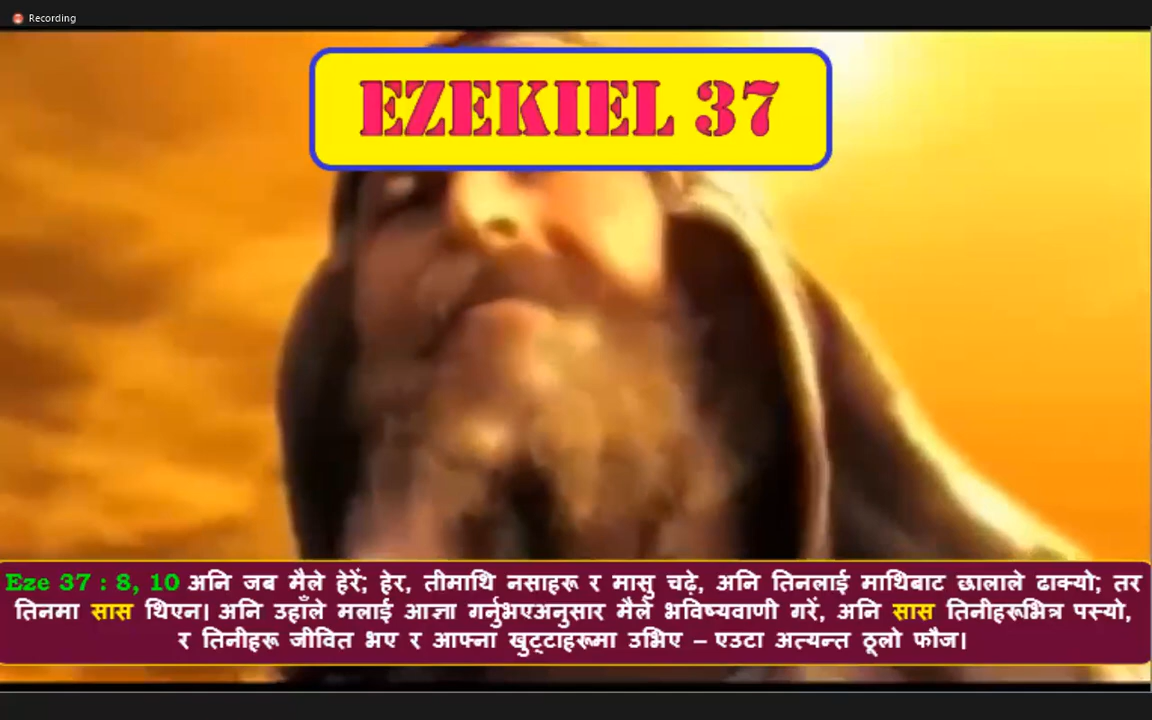 Recording
EZEKIEL 37
Eze 37 : 8, 10 अनि जब मैले हेरें; हेर, तीमाथि नसाहरू र मासु चढ़े, अनि तिनलाई माथिबाट छालाले ढाक्यो; तर
तिनमा सास थिएन। अनि उहाँले मलाई आज्ञा गर्नुभएअनुसार मैले भविष्यवाणी गरें, अनि सास तिनीहरूभित्र पस्यो,
र तिनीहरू जीवित भए र आफ्ना खुट्टाहरूमा उभिए – एउटा अत्यन्त ठूलो फौज।